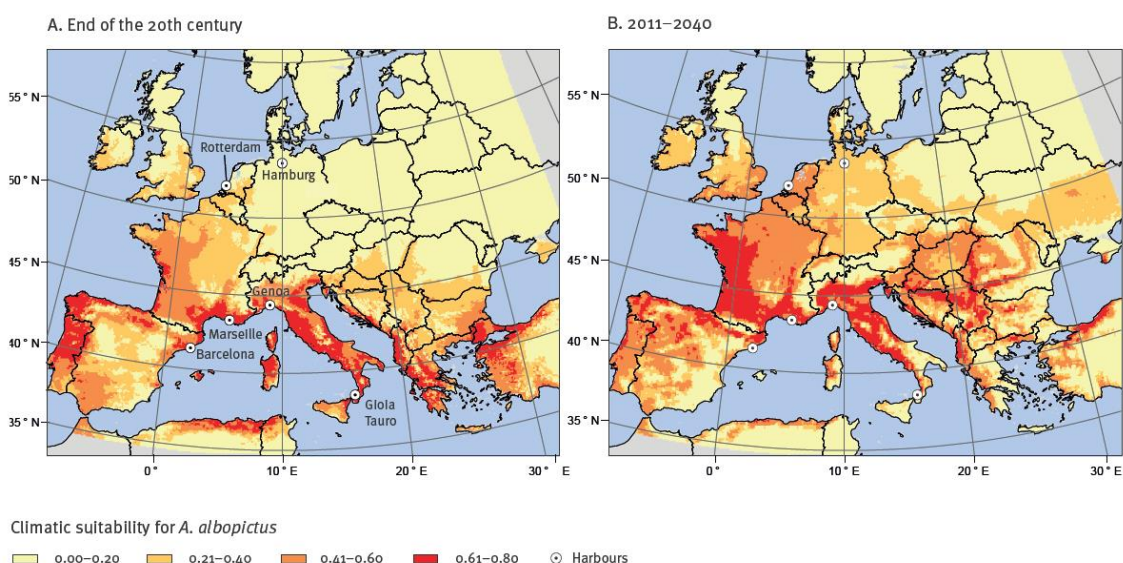 A. End of the 20th century
B. 2011–2040
55° N
50° N
45° N
40° N
35° N
Rotterdam
Hamburg
Genoa
Marseille
Barcelona
Gioia
Tauro
0°
10° E
20° E
30° E
55° N
50° N
45° N
40° N
35° N
0°
10° E
20° E
30° E
Climatic suitability for A. albopictus
0.00–0.20
0.21–0.40
0.41–0.60
0.61–0.80
Harbours